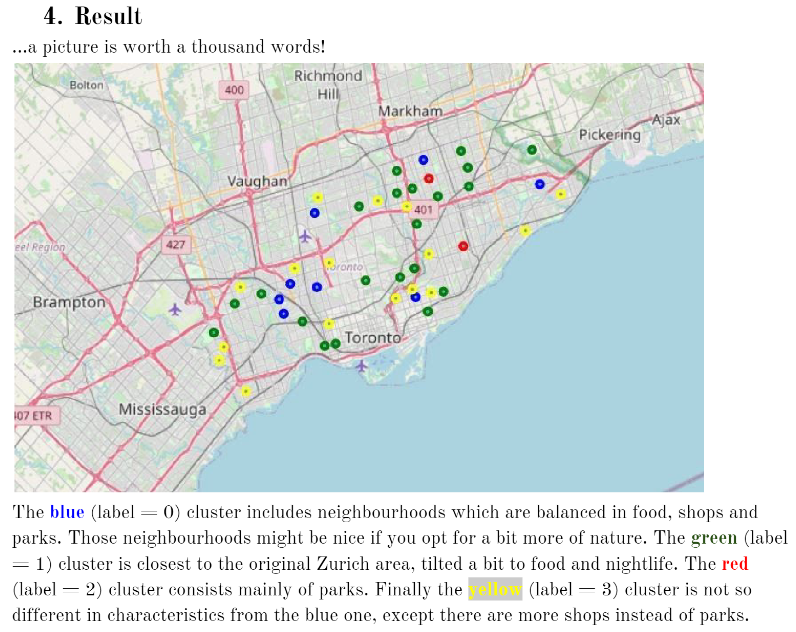 4. Result
...a picture is worth a thousand words!
Bolton
400
Richmond
Hill
Markham
Ajax
Pickering
Vaughan
401
427
eel Region
oronto
Brampton
Toronto
Mississauga
407 ETR
The blue (label = 0) cluster includes neighbourhoods which are balanced in food, shops and
parks. Those neighbourhoods might be nice if you opt for a bit more of nature. The green (label
= 1) cluster is closest to the original Zurich area, tilted a bit to food and nightlife. The red
(label = 2) cluster consists mainly of parks. Finally the yellow (label = 3) cluster is not so
different in characteristics from the blue one, except there are more shops instead of parks.